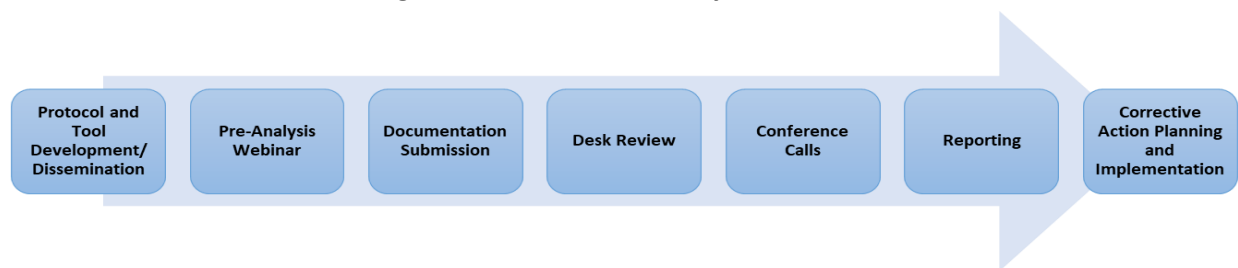 Protocol and
Tool
Development/
Dissemination
Pre-Analysis
Webinar
Documentation
Submission
Desk Review
Conference
Calls
Reporting
Corrective
Action Planning
and
Implementation